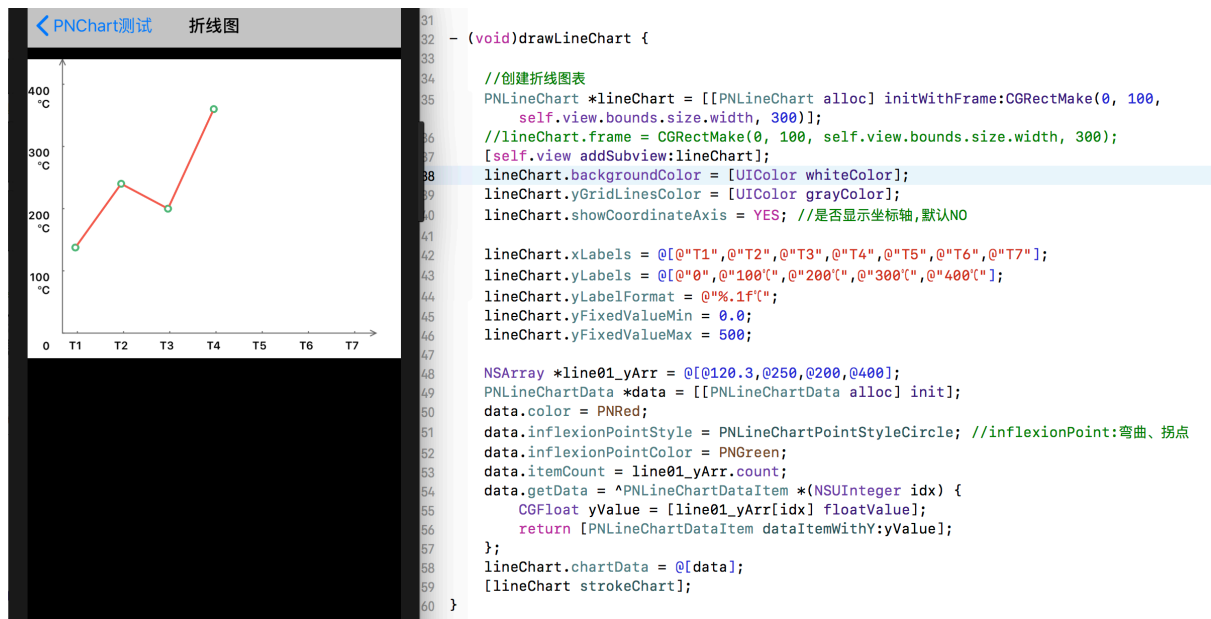 PNChart测试 折线图
400
℃
300
℃
200
℃
100
℃
0 T1 T2 T3 T4 T5 T6 T7
31
32 - (void)drawLineChart {
33
34 //创建折线图表
35 PNLineChart *lineChart = [[PNLineChart alloc] initWithFrame:CGRectMake(0, 100,
self.view.bounds.size.width, 300)];
36 //lineChart.frame = CGRectMake(0, 100, self.view.bounds.size.width, 300);
37 [self.view addSubview:lineChart];
38 lineChart.backgroundColor = [UIColor whiteColor];
39 lineChart.yGridLinesColor = [UIColor grayColor];
40 lineChart.showCoordinateAxis = YES; //是否显示坐标轴,默认NO
41
42 lineChart.xLabels = @[@"T1",@"T2",@"T3",@"T4",@"T5",@"T6",@"T7"];
43 lineChart.yLabels = @[@"0",@"100℃",@"200℃",@"300℃",@"400℃"];
44 lineChart.yLabelFormat = @"%.1f℃";
45 lineChart.yFixedValueMin = 0.0;
46 lineChart.yFixedValueMax = 500;
47
48 NSArray *line01_yArr = @[@120.3,@250,@200,@400];
49 PNLineChartData *data = [[PNLineChartData alloc] init];
50 data.color = PNRed;
51 data.inflexionPointStyle = PNLineChartPointStyleCircle; //inflexionPoint:弯曲、拐点
52 data.inflexionPointColor = PNGreen;
53 data.itemCount = line01_yArr.count;
54 data.getData = ^PNLineChartDataItem *(NSUInteger idx) {
55 CGFloat yValue = [line01_yArr[idx] floatValue];
56 return [PNLineChartDataItem dataItemWithY:yValue];
57 };
58 lineChart.chartData = @[data];
59 [lineChart strokeChart];
60 }